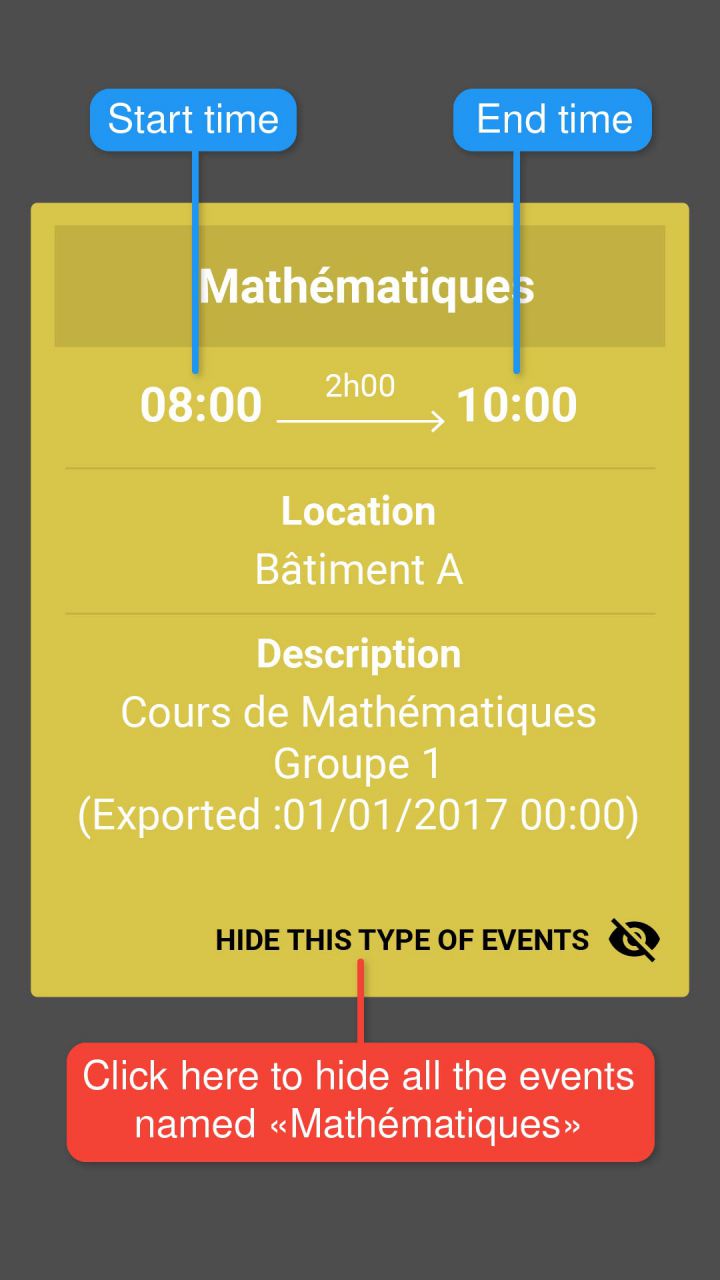 Start time
End time
Mathématiques
2h00
08:00
10:00
Location
Bâtiment A
Description
Cours de Mathématiques
Groupe 1
(Exported :01/01/2017 00:00)
HIDE THIS TYPE OF EVENTS
Click here to hide all the events
named «Mathématiques»